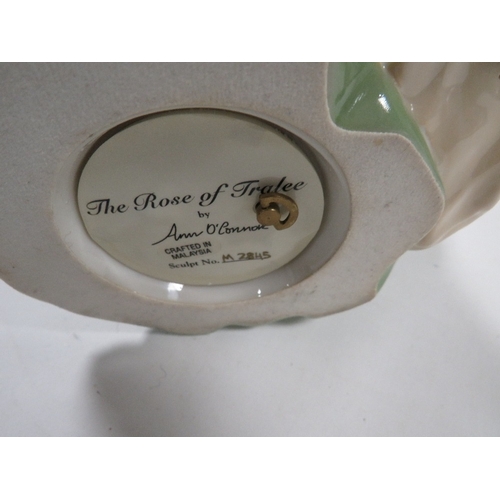 The Rose of Tralee
by
Ann O'Connor
CRAFTED IN
MALAYSIA
Sculpt No. M 2845